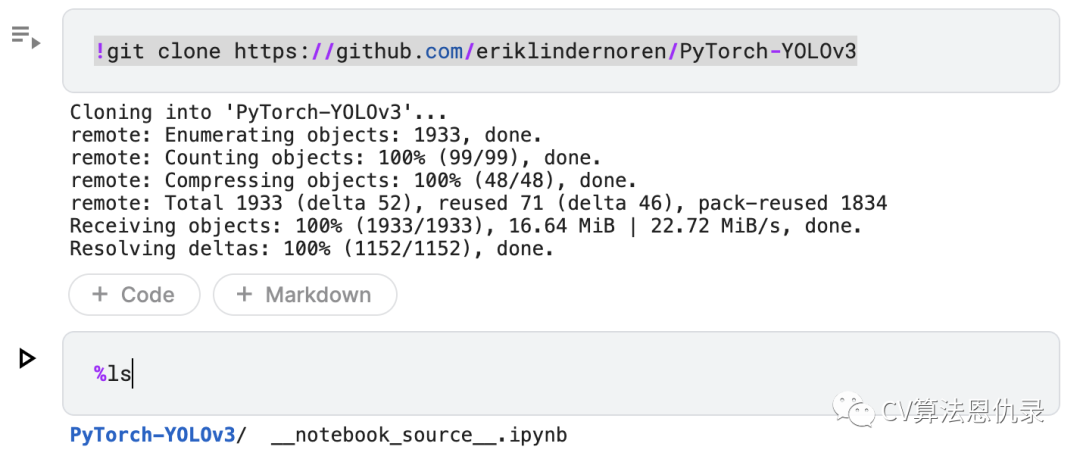 !git clone https://github.com/eriklindernoren/PyTorch-YOLOv3
Cloning into 'PyTorch-YOLOv3'...
remote: Enumerating objects: 1933, done.
remote: Counting objects: 100% (99/99), done.
remote: Compressing objects: 100% (48/48), done.
remote: Total 1933 (delta 52), reused 71 (delta 46), pack-reused 1834
Receiving objects: 100% (1933/1933), 16.64 MiB | 22.72 MiB/s, done.
Resolving deltas: 100% (1152/1152), done.
+ Code + Markdown
%ls
CV算法恩仇录
PyTorch-YOLOv3/ __notebook_source__.ipynb